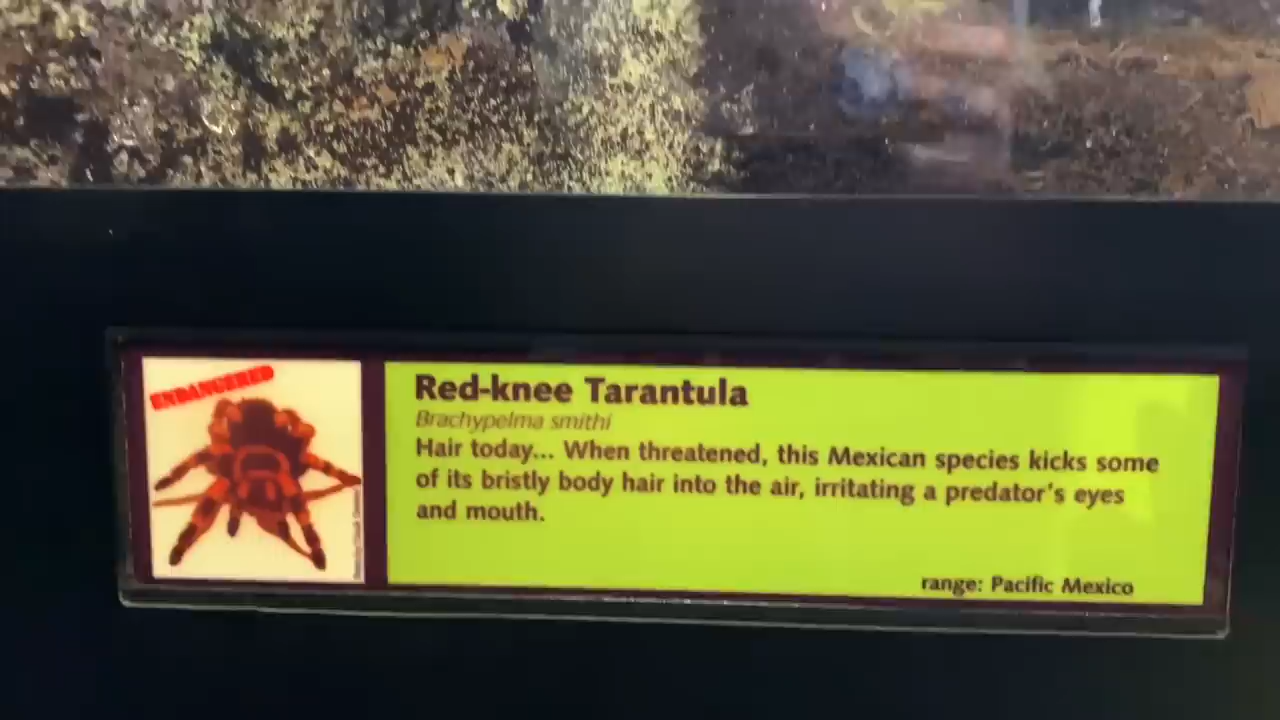 ENDANGERED
Red-knee Tarantula
Brachypelma smithi
Hair today... When threatened, this Mexican species kicks some
of its bristly body hair into the air, irritating a predator's eyes
and mouth.
range: Pacific Mexico